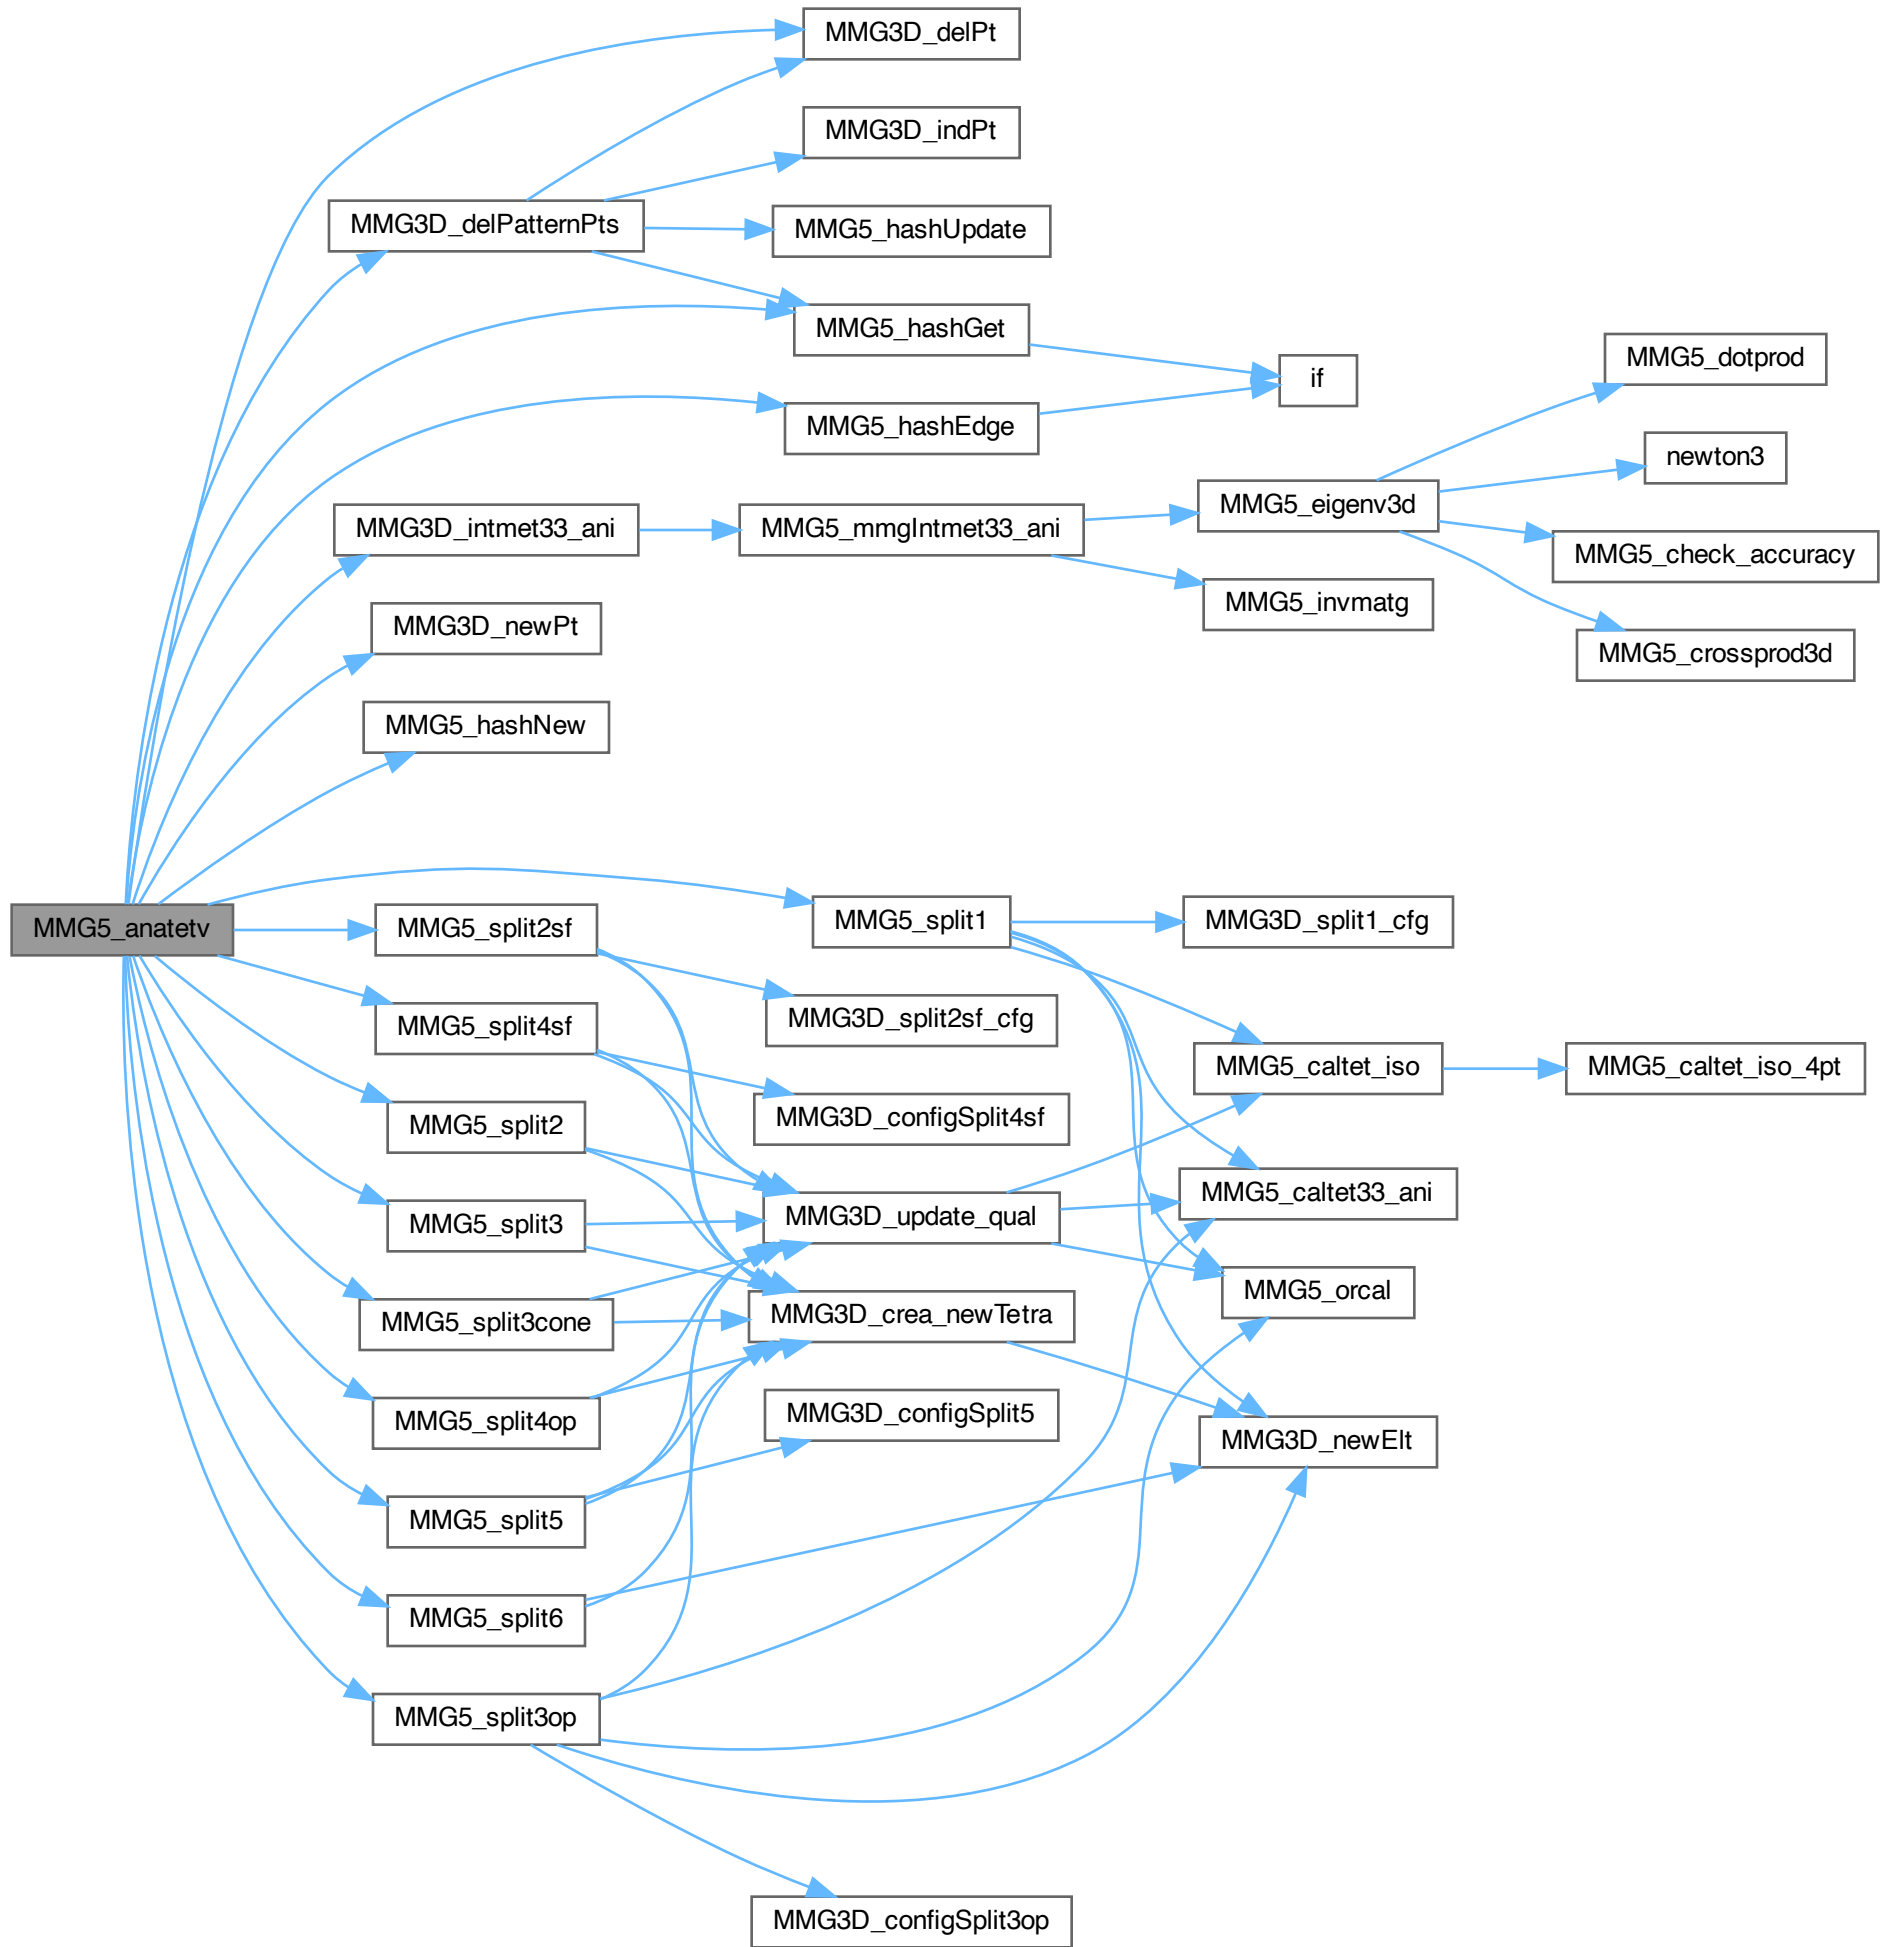 MMG3D_delPt
MMG3D_indPt
MMG3D_delPatternPts
MMG5_hashUpdate
MMG5_hashGet
MMG5_dotprod
if
MMG5_hashEdge
newton3
MMG5_eigenv3d
MMG3D_intmet33_ani
MMG5_mmgIntmet33_ani
MMG5_check_accuracy
MMG5_invmatg
MMG3D_newPt
MMG5_crossprod3d
MMG5_hashNew
MMG5_anatetv
MMG5_split2sf
MMG5_split1
MMG3D_split1_cfg
MMG3D_split2sf_cfg
MMG5_split4sf
MMG5_caltet_iso
MMG5_caltet_iso_4pt
MMG3D_configSplit4sf
MMG5_split2
MMG5_caltet33_ani
MMG3D_update_qual
MMG5_split3
MMG5_orcal
MMG3D_crea_newTetra
MMG5_split3cone
MMG3D_configSplit5
MMG5_split4op
MMG3D_newElt
MMG5_split5
MMG5_split6
MMG5_split3op
MMG3D_configSplit3op